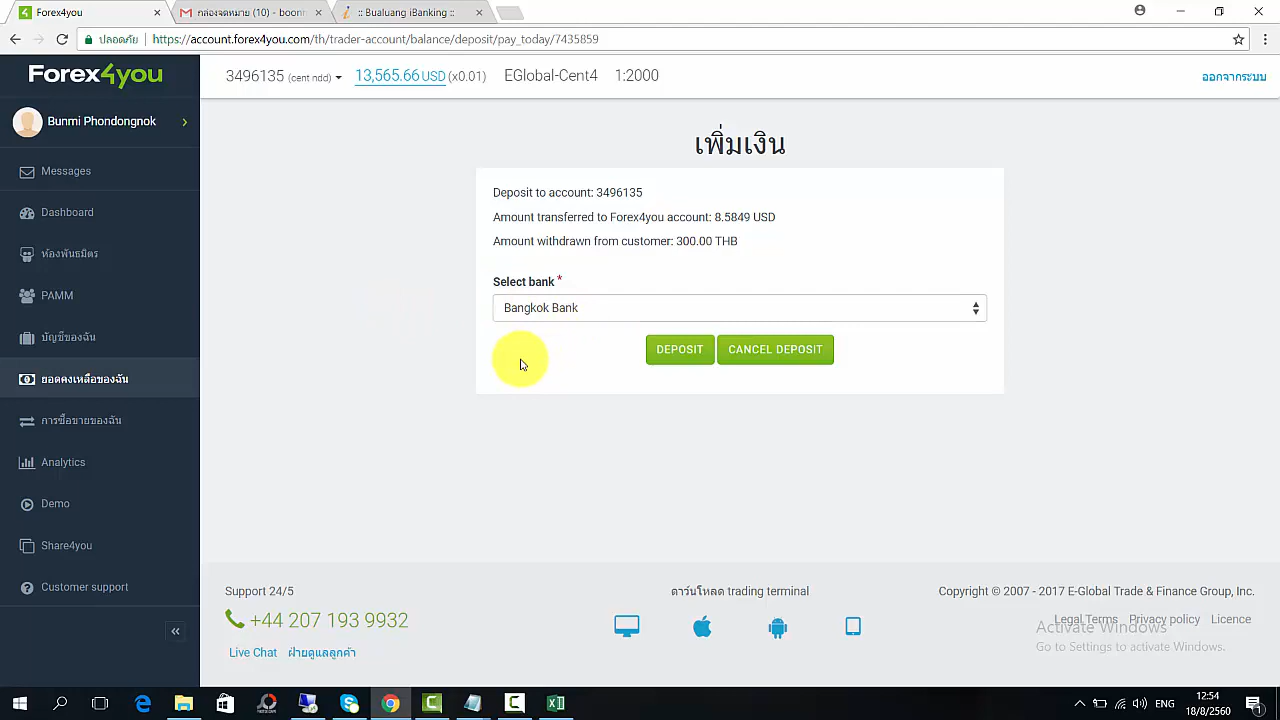 Forex4you
กล่องจดหมาย (10) - boonm
:: Bualuang iBanking ::
ปลอดภัย
https://account.forex4you.com/th/trader-account/balance/deposit/pay_today/7435859
Forex4you
3496135 (cent ndd)
13,565.66 USD (x0.01)
EGlobal-Cent4
1:2000
ออกจากระบบ
Bunmi Phondongnok
Messages
Dashboard
ห้องพันธมิตร
PAMM
บัญชีของฉัน
ยอดคงเหลือของฉัน
การซื้อขายของฉัน
Analytics
Demo
Share4you
Customer support
«
เพิ่มเงิน
Deposit to account: 3496135
Amount transferred to Forex4you account: 8.5849 USD
Amount withdrawn from customer: 300.00 THB
Select bank *
Bangkok Bank
DEPOSIT
CANCEL DEPOSIT
Support 24/5
+44 207 193 9932
Live Chat
ฝ่ายดูแลลูกค้า
ดาวันโหลด trading terminal
Copyright © 2007 - 2017 E-Global Trade & Finance Group, Inc.
Legal Terms
Privacy policy
Licence
Activate Windows
Go to Settings to activate Windows.
ENG
12:54
18/8/2560